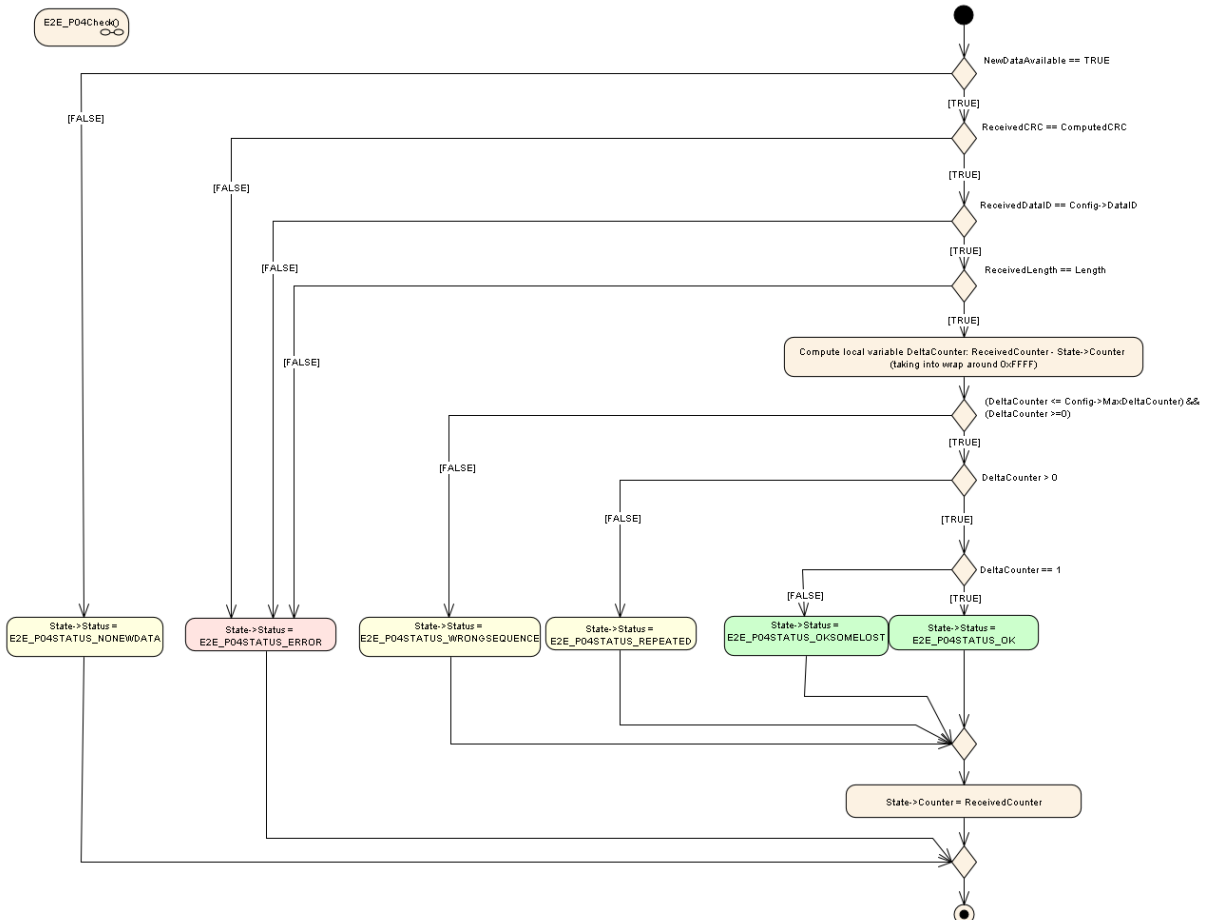 E2E_P04Check()
NewDataAvailable == TRUE
[FALSE]
[TRUE]
ReceivedCRC == ComputedCRC
[FALSE]
[TRUE]
ReceivedDataID == Config->DataID
[FALSE]
[TRUE]
ReceivedLength == Length
[FALSE]
[TRUE]
Compute local variable DeltaCounter: ReceivedCounter - State->Counter
(taking into wrap around 0xFFFF)
(DeltaCounter <= Config->MaxDeltaCounter) &&
(DeltaCounter >=0)
[FALSE]
[TRUE]
DeltaCounter > 0
[FALSE]
[TRUE]
DeltaCounter == 1
[FALSE]
[TRUE]
State->Status =
E2E_P04STATUS_NONEWDATA
State->Status =
E2E_P04STATUS_ERROR
State->Status =
E2E_P04STATUS_WRONGSEQUENCE
State->Status =
E2E_P04STATUS_REPEATED
State->Status =
E2E_P04STATUS_OKSOMELOST
State->Status =
E2E_P04STATUS_OK
State->Counter = ReceivedCounter